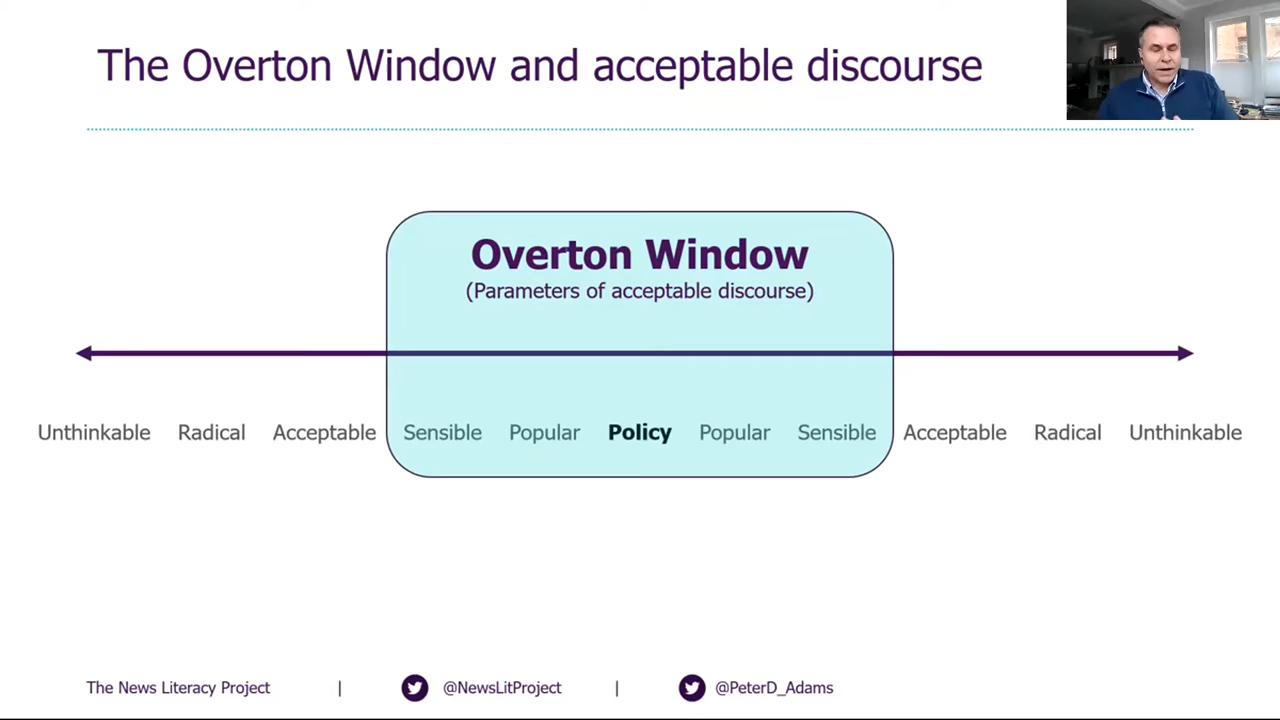 The Overton Window and acceptable discourse
Overton Window
(Parameters of acceptable discourse)
Unthinkable Radical Acceptable Sensible Popular Policy Popular Sensible Acceptable Radical Unthinkable
The News Literacy Project | @NewsLitProject | @PeterD_Adams